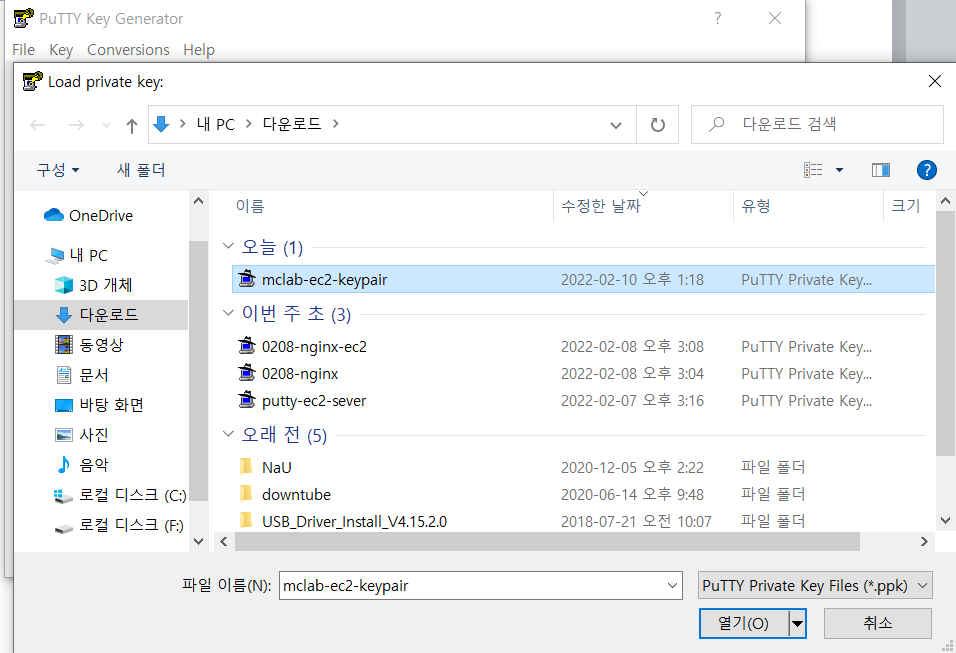 PuTTY Key Generator
File Key Conversions Help
Load private key:
내 PC 다운로드
다운로드 검색
구성 새 폴더
OneDrive
내 PC
3D 개체
다운로드
동영상
문서
바탕 화면
사진
음악
로컬 디스크 (C:)
로컬 디스크 (F:)
이름 수정한 날짜 유형 크기
오늘 (1)
mclab-ec2-keypair 2022-02-10 오후 1:18 PuTTY Private Key...
이번 주 초 (3)
0208-nginx-ec2 2022-02-08 오후 3:08 PuTTY Private Key...
0208-nginx 2022-02-08 오후 3:04 PuTTY Private Key...
putty-ec2-sever 2022-02-07 오후 3:16 PuTTY Private Key...
오래 전 (5)
NaU 2020-12-05 오후 2:22 파일 폴더
downtube 2020-06-14 오후 9:48 파일 폴더
USB_Driver_Install_V4.15.2.0 2018-07-21 오전 10:07 파일 폴더
파일 이름(N): mclab-ec2-keypair PuTTY Private Key Files (*.ppk)
열기(O) 취소